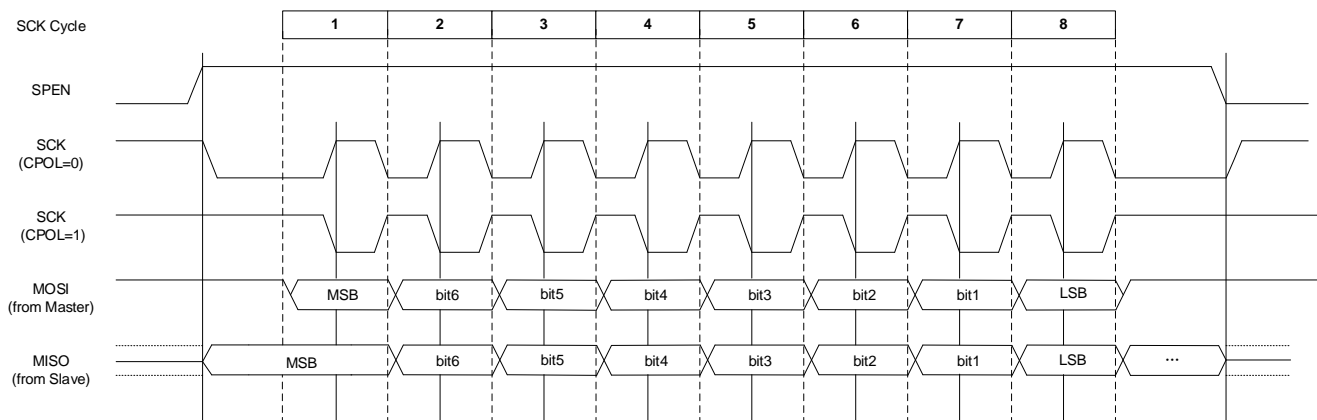 SCK Cycle 1 2 3 4 5 6 7 8
SPEN
SCK
(CPOL=0)
SCK
(CPOL=1)
MOSI
(from Master)
MSB bit6 bit5 bit4 bit3 bit2 bit1 LSB
MISO
(from Slave)
MSB bit6 bit5 bit4 bit3 bit2 bit1 LSB ...